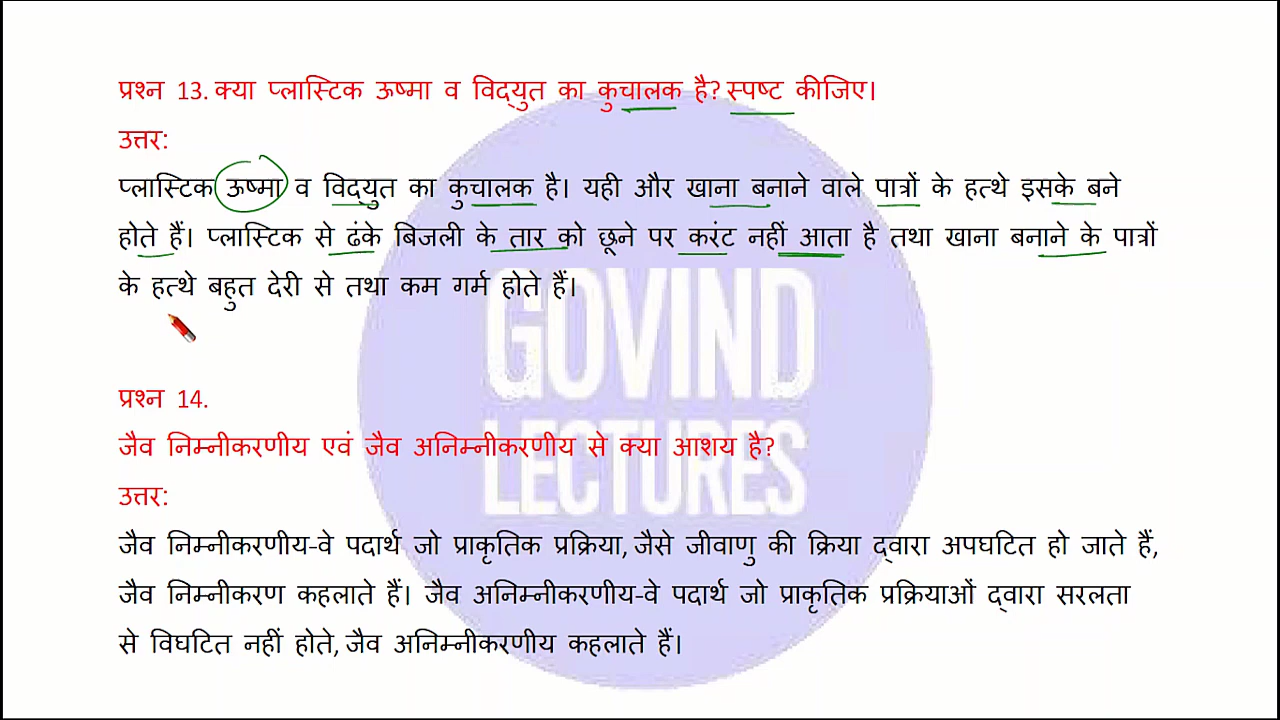 प्रश्न 13. क्या प्लास्टिक ऊष्मा व विद्युत का कुचालक है? स्पष्ट कीजिए।
उत्तर:
प्लास्टिक ऊष्मा व विद्युत का कुचालक है। यही और खाना बनाने वाले पात्रों के हत्थे इसके बने
होते हैं। प्लास्टिक से ढंके बिजली के तार को छूने पर करंट नहीं आता है तथा खाना बनाने के पात्रों
के हत्थे बहुत देरी से तथा कम गर्म होते हैं।
GOVIND
LECTURES
प्रश्न 14.
जैव निम्नीकरणीय एवं जैव अनिम्नीकरणीय से क्या आशय है?
उत्तर:
जैव निम्नीकरणीय-वे पदार्थ जो प्राकृतिक प्रक्रिया, जैसे जीवाणु की क्रिया द्वारा अपघटित हो जाते हैं,
जैव निम्नीकरण कहलाते हैं। जैव अनिम्नीकरणीय-वे पदार्थ जो प्राकृतिक प्रक्रियाओं द्वारा सरलता
से विघटित नहीं होते, जैव अनिम्नीकरणीय कहलाते हैं।